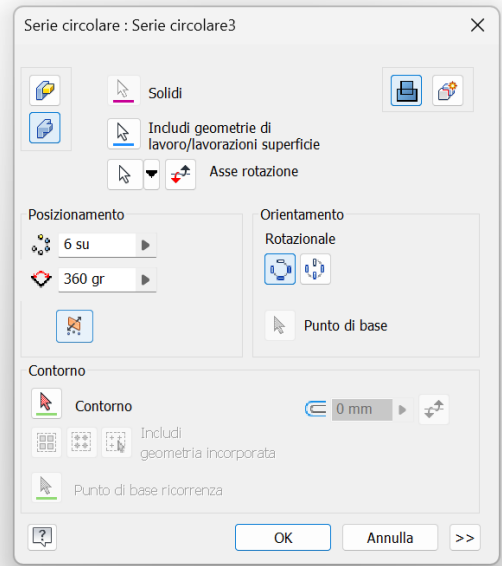 Serie circolare : Serie circolare3
Solidi
Includi geometrie di
lavoro/lavorazioni superficie
Asse rotazione
Posizionamento
6 su
360 gr
Orientamento
Rotazionale
Punto di base
Contorno
Contorno
0 mm
Includi
geometria incorporata
Punto di base ricorrenza
?
OK
Annulla
>>